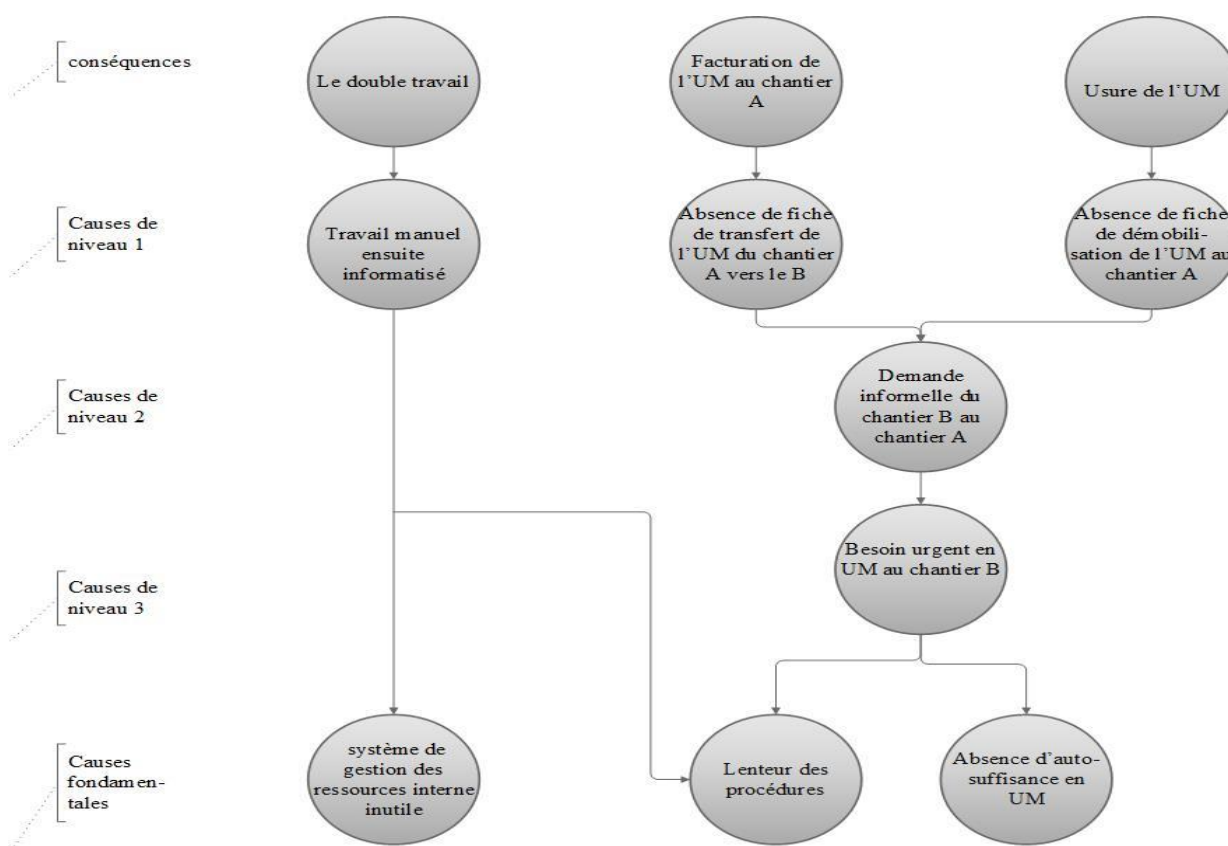 conséquences
Le double travail
Facturation de
l'UM au chantier
A
Usure de l'UM
Causes de
niveau 1
Travail manuel
ensuite
informatisé
Absence de fiche
de transfert de
l'UM du chantier
A vers le B
Absence de fiche
de démobili-
sation de l'UM au
chantier A
Causes de
niveau 2
Demande
informelle du
chantier B au
chantier A
Causes de
niveau 3
Besoin urgent en
UM au chantier B
Causes
fondamen-
tales
système de
gestion des
ressources interne
inutile
Lenteur des
procédures
Absence d'auto-
suffisance en
UM